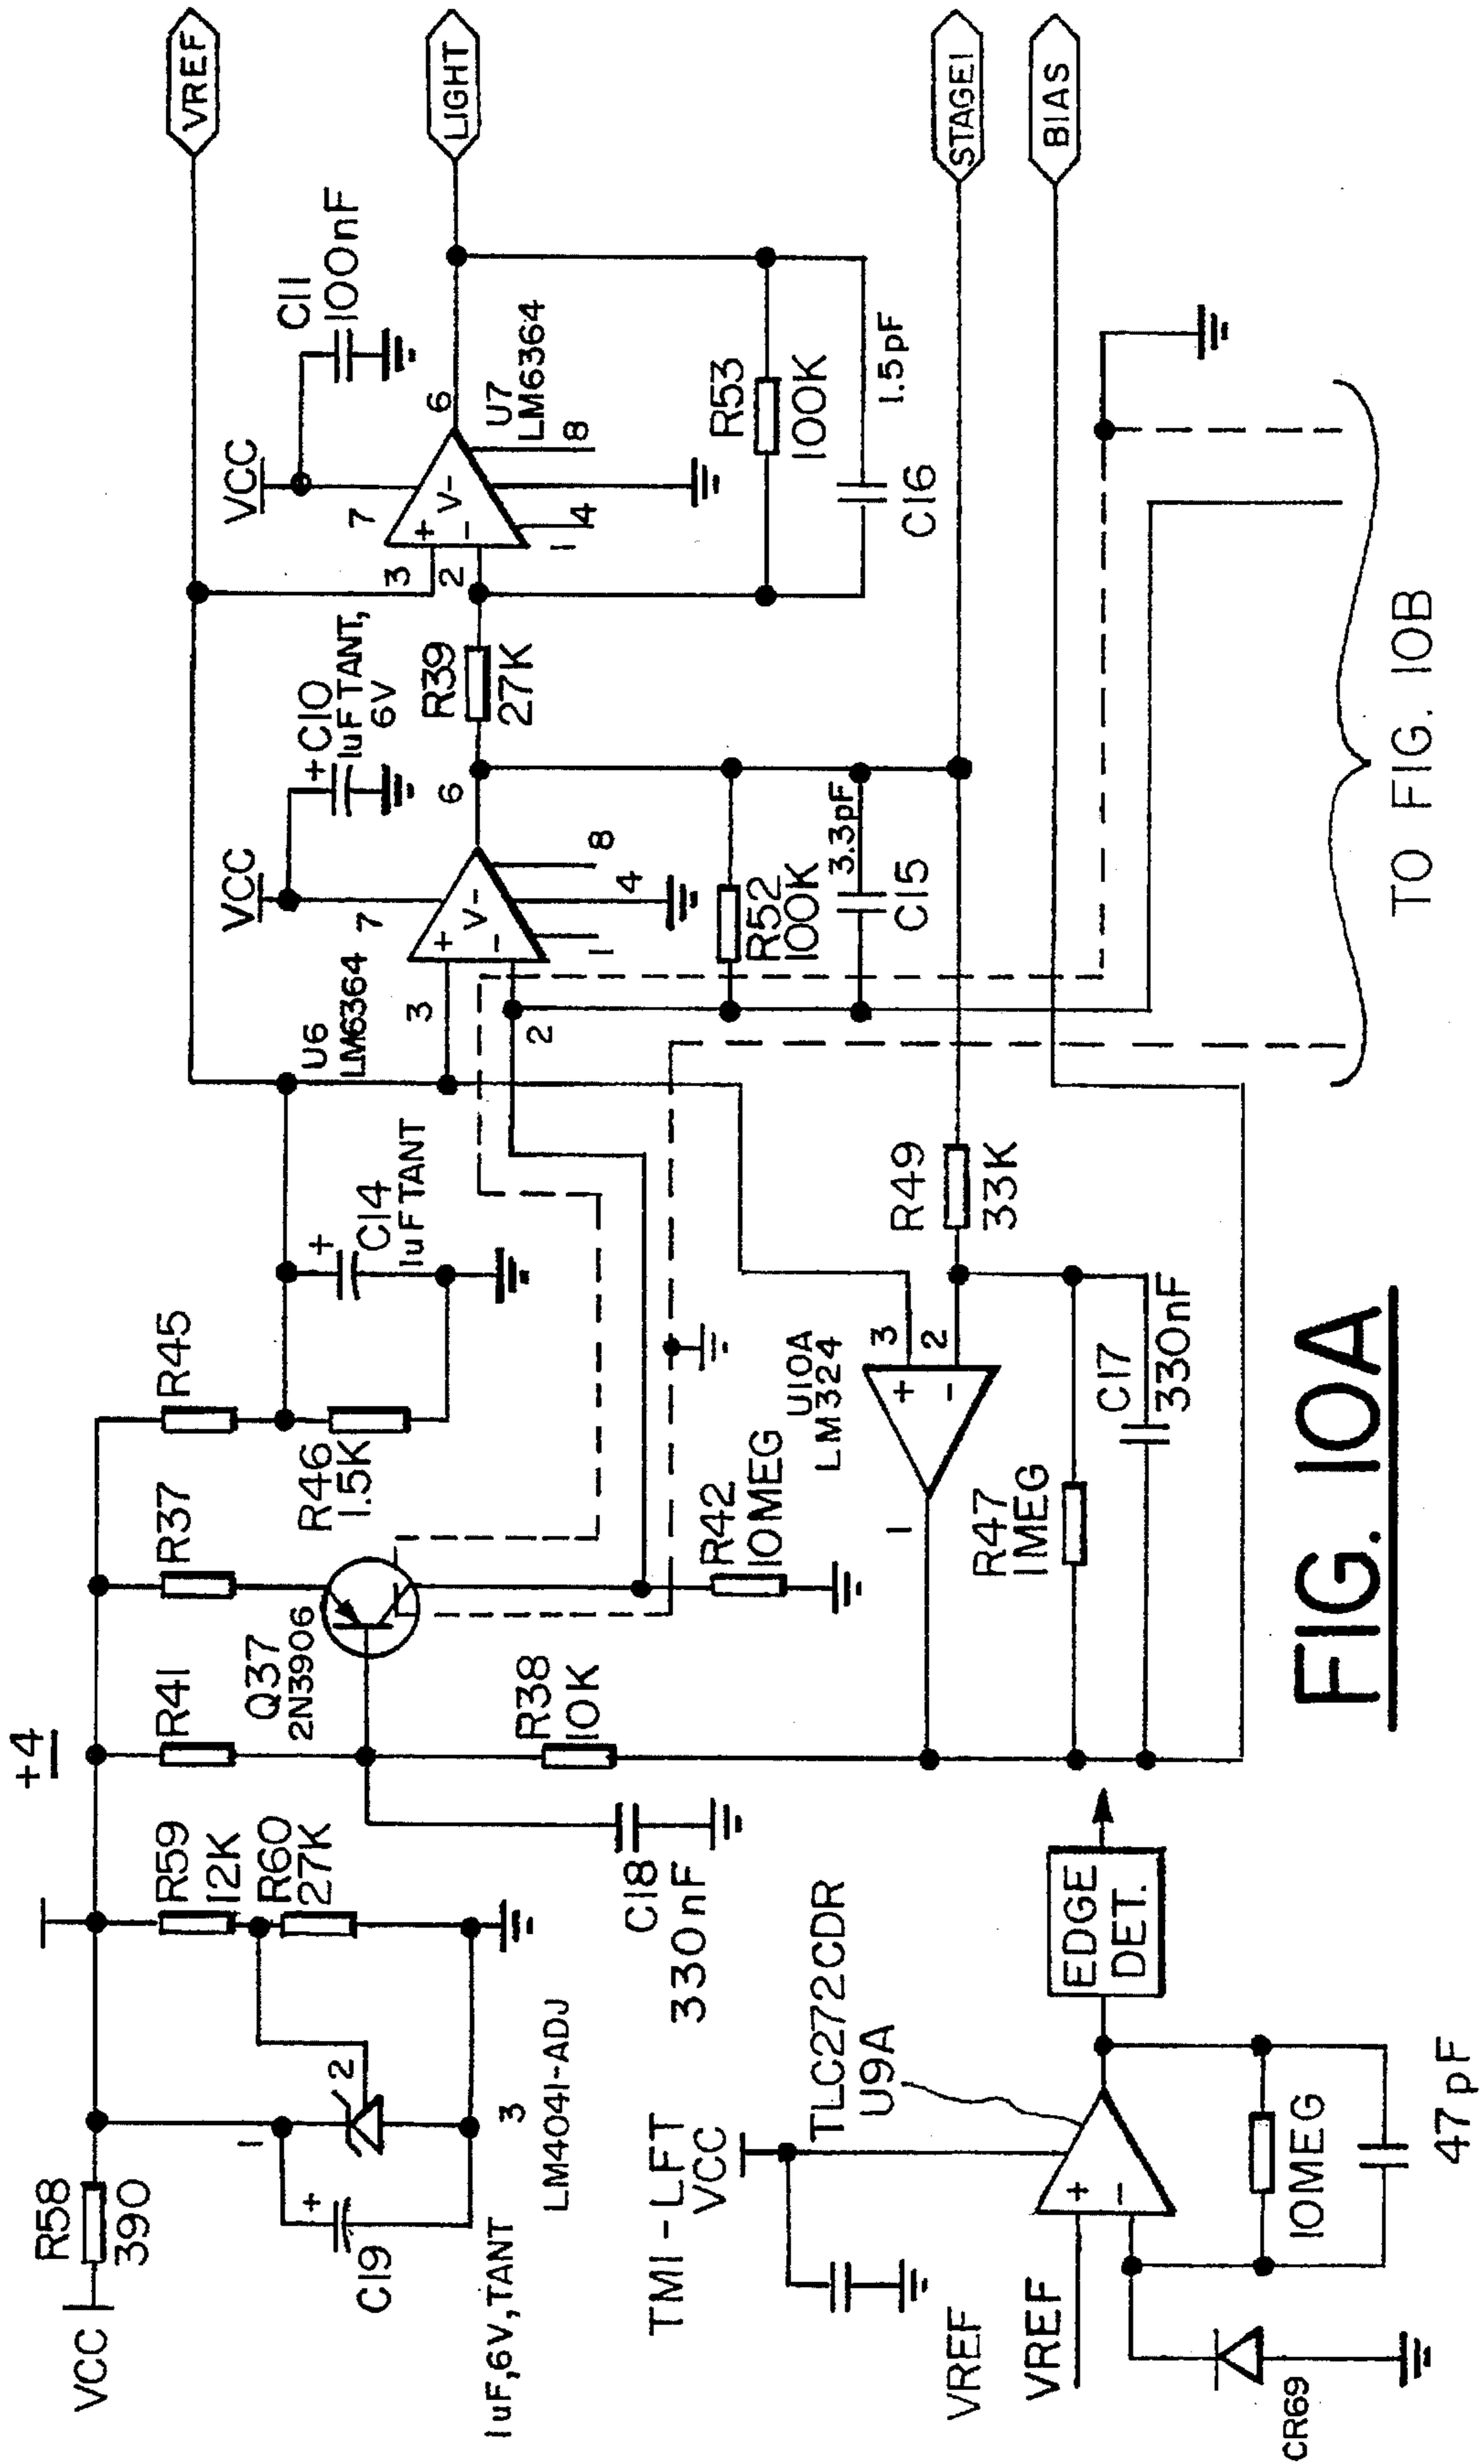 VCC
R58
390
+4
C19
1uF,6V,TANT
1
2
3
LM4041-ADJ
R59
12K
R60
27K
R41
Q37
2N3906
R37
R45
R46
1.5K
C14
+
1uF TANT
C18
330nF
R38
10K
R42
10MEG
U6
LM6364
VCC
+
C10
1uF TANT,
6V
3
2
7
6
+
-
V-
1
4
8
R52
100K
3.3pF
C15
R39
27K
VCC
C11
100nF
U7
LM6364
3
2
7
6
+
-
V-
1
4
8
R53
100K
1.5pF
C16
VREF
LIGHT
STAGE1
BIAS
U10A
LM324
3
2
1
+
-
R49
33K
R47
1MEG
C17
330nF
TMI-LFT
VCC
TLC272CDR
U9A
VREF
VREF
+
-
CR69
10MEG
47pF
EDGE
DET.
TO FIG. 10B
FIG. 10A